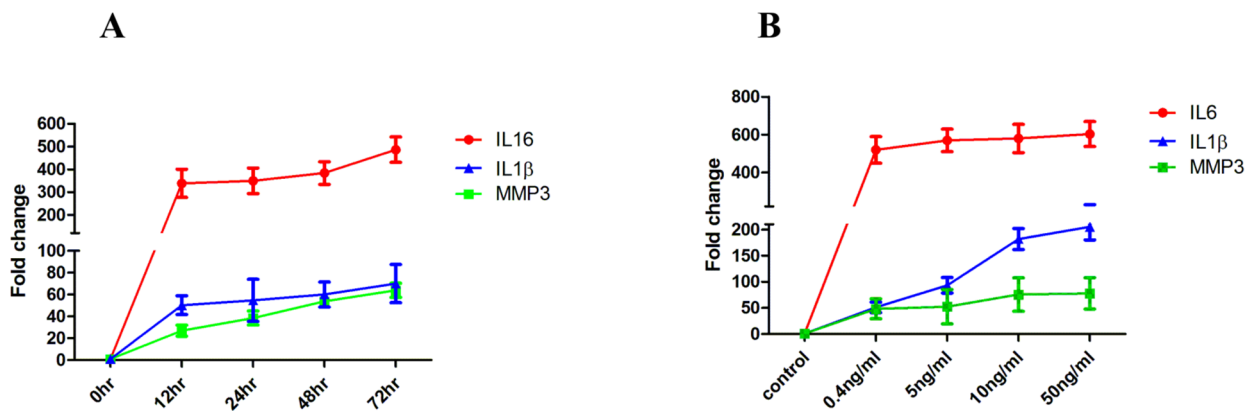 A
Fold change
600
500
400
300
200
100
80
60
40
20
0
0hr
12hr
24hr
48hr
72hr
IL16
IL1β
MMP3
B
Fold change
800
600
400
200
150
100
50
0
control
0.4ng/ml
5ng/ml
10ng/ml
50ng/ml
IL6
IL1β
MMP3